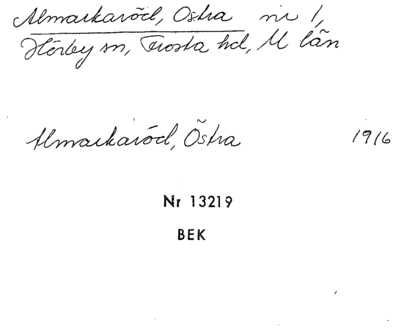 Almarkaröd, Östra nr 1,
Hörby sn, Frosta hd, M län
Almarkaröd, Östra 1916
Nr 13219
BEK